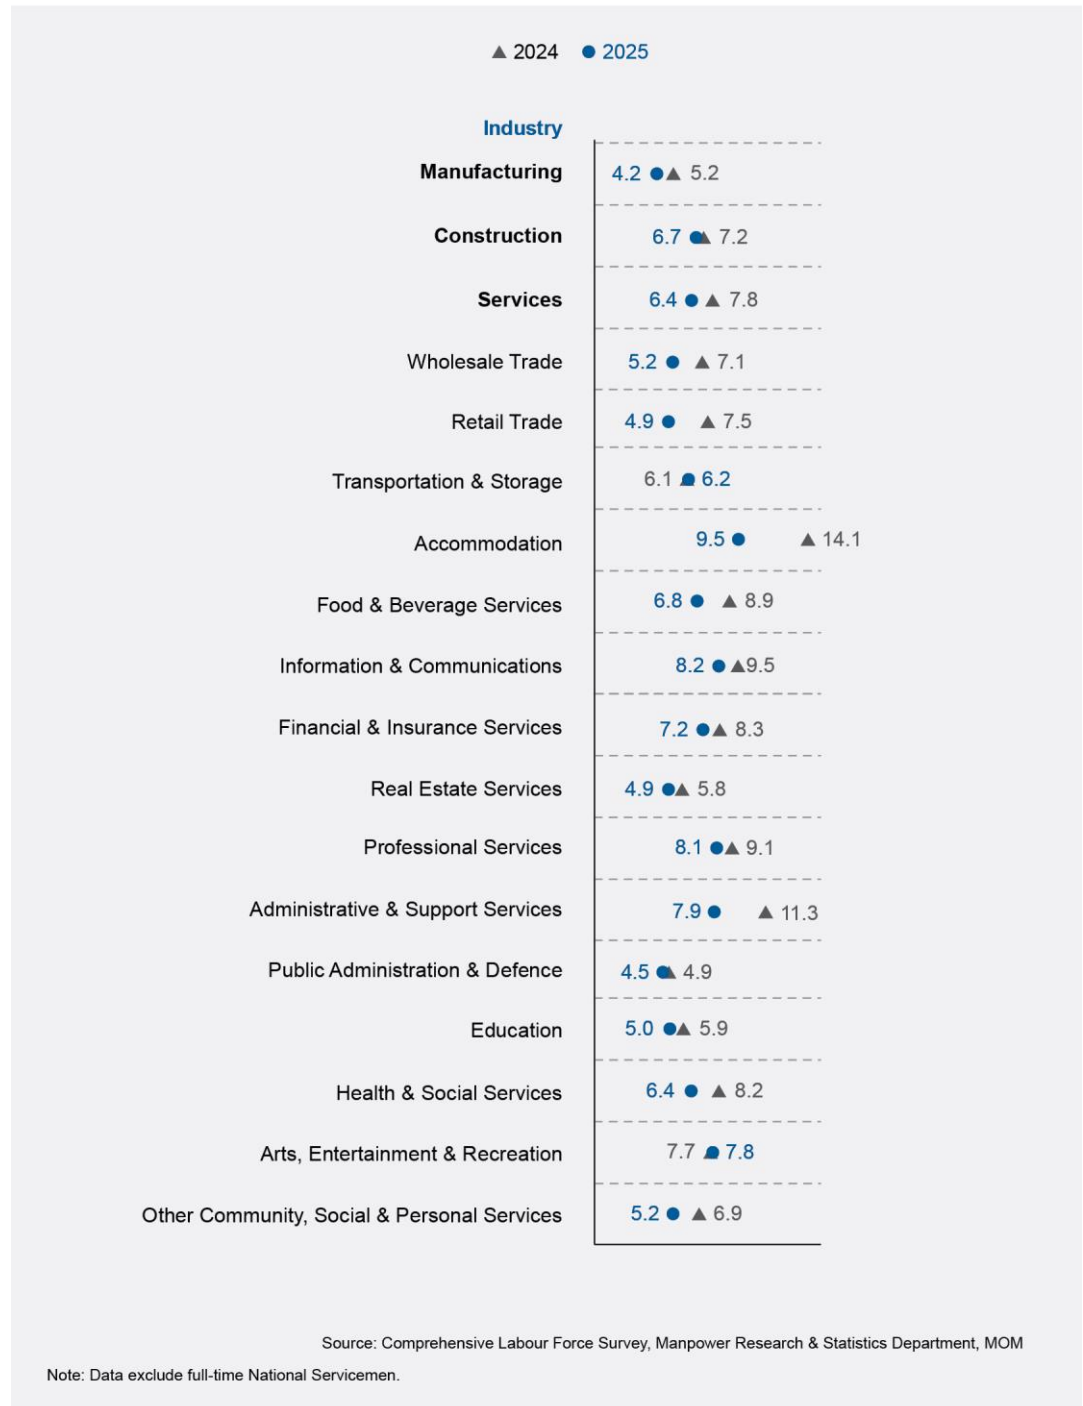 ▲ 2024 ● 2025
Industry
Manufacturing 4.2 5.2
Construction 6.7 7.2
Services 6.4 7.8
Wholesale Trade 5.2 7.1
Retail Trade 4.9 7.5
Transportation & Storage 6.1 6.2
Accommodation 9.5 14.1
Food & Beverage Services 6.8 8.9
Information & Communications 8.2 9.5
Financial & Insurance Services 7.2 8.3
Real Estate Services 4.9 5.8
Professional Services 8.1 9.1
Administrative & Support Services 7.9 11.3
Public Administration & Defence 4.5 4.9
Education 5.0 5.9
Health & Social Services 6.4 8.2
Arts, Entertainment & Recreation 7.7 7.8
Other Community, Social & Personal Services 5.2 6.9
Source: Comprehensive Labour Force Survey, Manpower Research & Statistics Department, MOM
Note: Data exclude full-time National Servicemen.